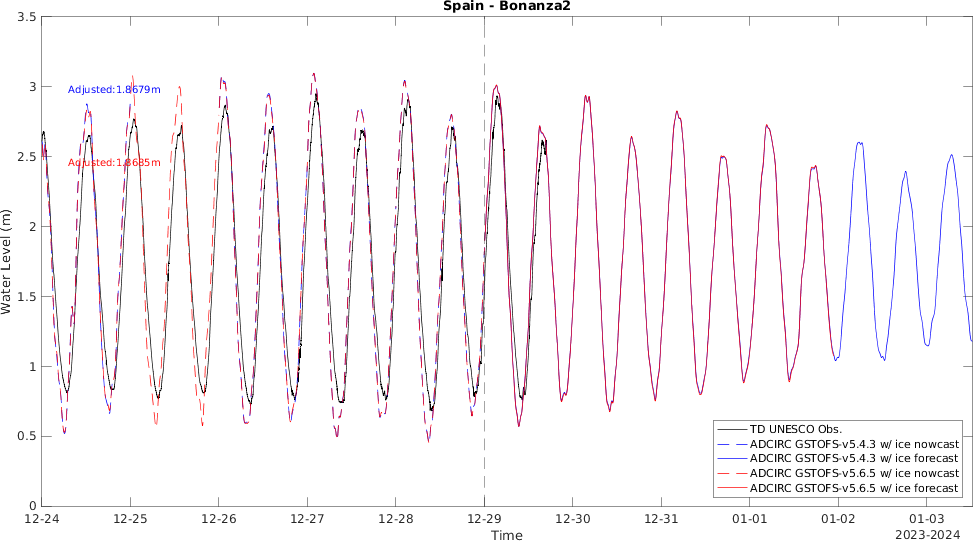 Spain - Bonanza2
Water Level (m)
3.5
3
2.5
2
1.5
1
0.5
0
Adjusted:1.8679m
Adjusted:1.8685m
TD UNESCO Obs.
ADCIRC GSTOFS-v5.4.3 w/ ice nowcast
ADCIRC GSTOFS-v5.4.3 w/ ice forecast
ADCIRC GSTOFS-v5.6.5 w/ ice nowcast
ADCIRC GSTOFS-v5.6.5 w/ ice forecast
12-24 12-25 12-26 12-27 12-28 12-29 12-30 12-31 01-01 01-02 01-03
2023-2024
Time